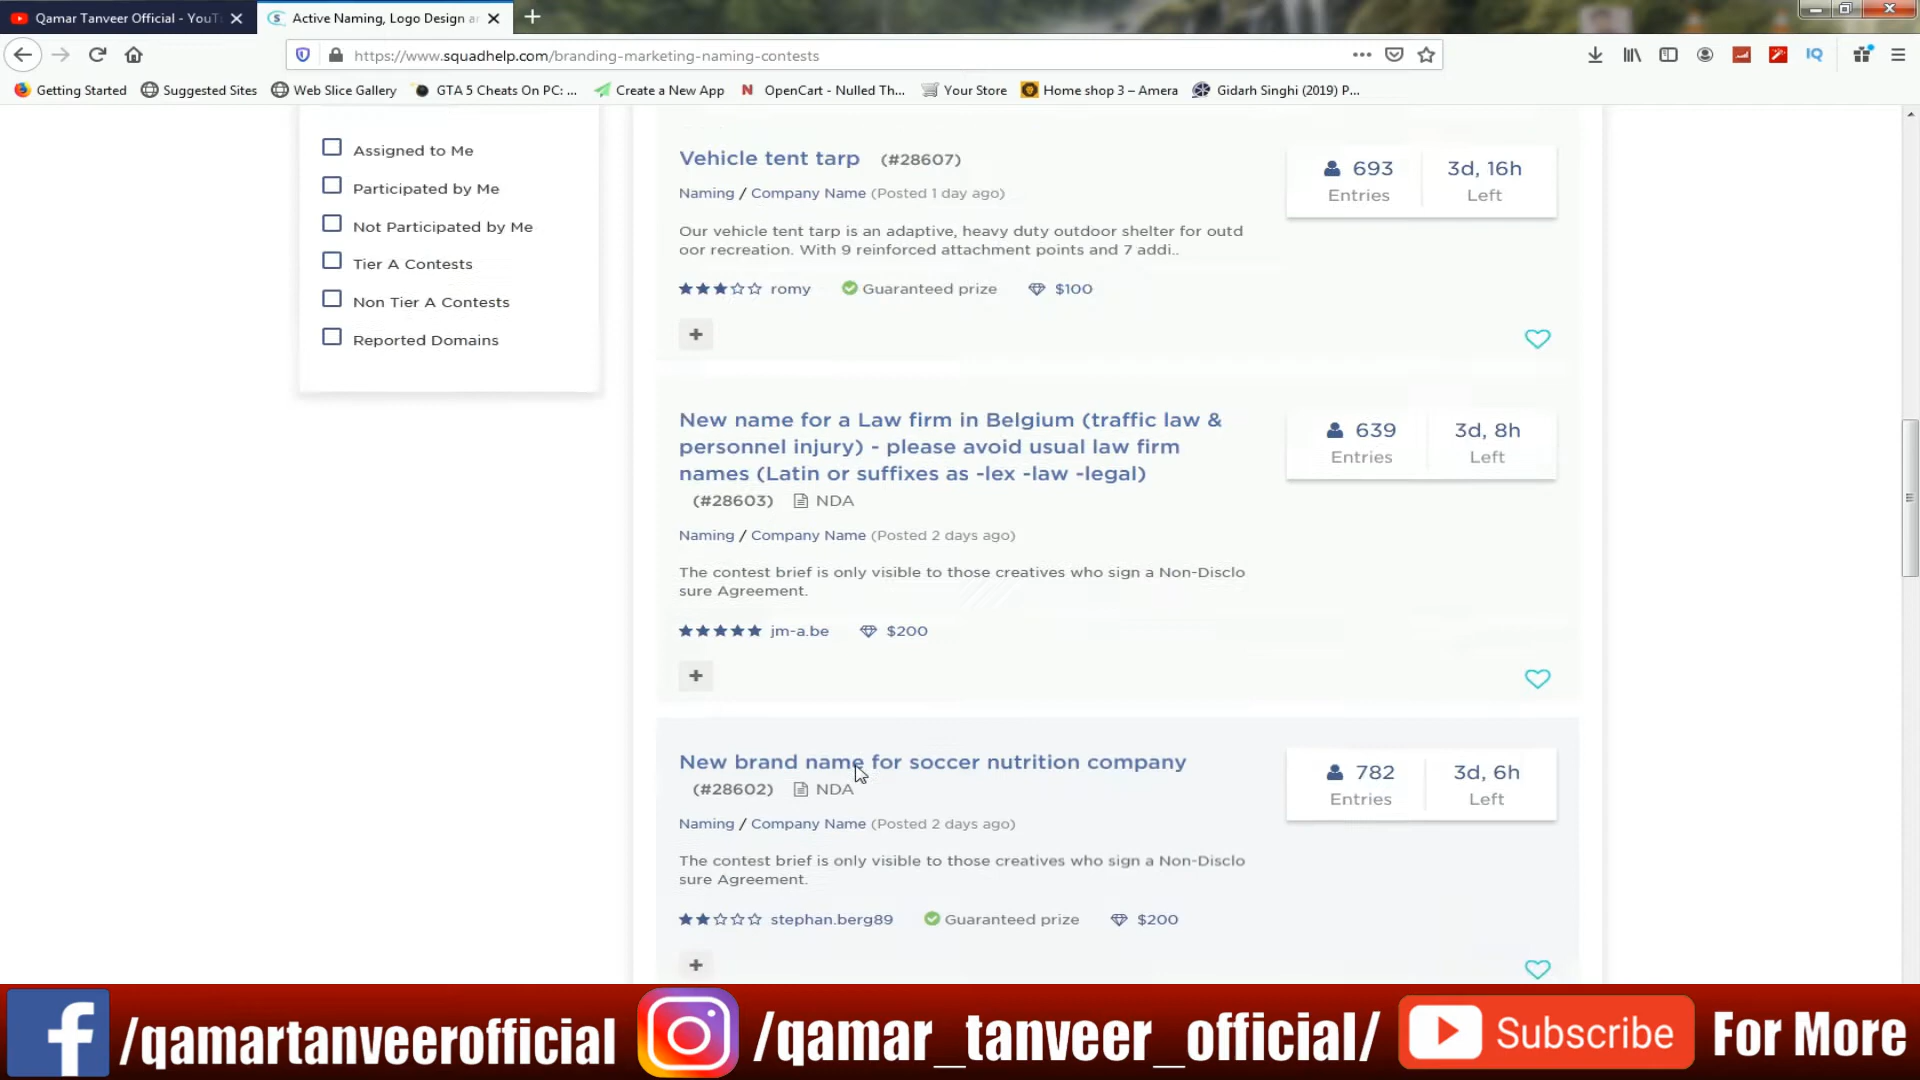 Qamar Tanveer Official - YouT
Active Naming, Logo Design a
https://www.squadhelp.com/branding-marketing-naming-contests
Getting Started
Suggested Sites
Web Slice Gallery
GTA 5 Cheats On PC: ...
Create a New App
N OpenCart - Nulled Th...
Your Store
Home shop 3 – Amera
Gidarh Singhi (2019) P...
IQ
Assigned to Me
Participated by Me
Not Participated by Me
Tier A Contests
Non Tier A Contests
Reported Domains
Vehicle tent tarp (#28607)
Naming / Company Name (Posted 1 day ago)
Our vehicle tent tarp is an adaptive, heavy duty outdoor shelter for outd
oor recreation. With 9 reinforced attachment points and 7 addi..
romy Guaranteed prize $100
693 3d, 16h
Entries Left
New name for a Law firm in Belgium (traffic law &
personnel injury) - please avoid usual law firm
names (Latin or suffixes as -lex -law -legal)
(#28603) NDA
Naming / Company Name (Posted 2 days ago)
The contest brief is only visible to those creatives who sign a Non-Disclo
sure Agreement.
jm-a.be $200
639 3d, 8h
Entries Left
New brand name for soccer nutrition company
(#28602) NDA
Naming / Company Name (Posted 2 days ago)
The contest brief is only visible to those creatives who sign a Non-Disclo
sure Agreement.
stephan.berg89 Guaranteed prize $200
782 3d, 6h
Entries Left
f /qamartanveerofficial /qamar_tanveer_official/ Subscribe For More